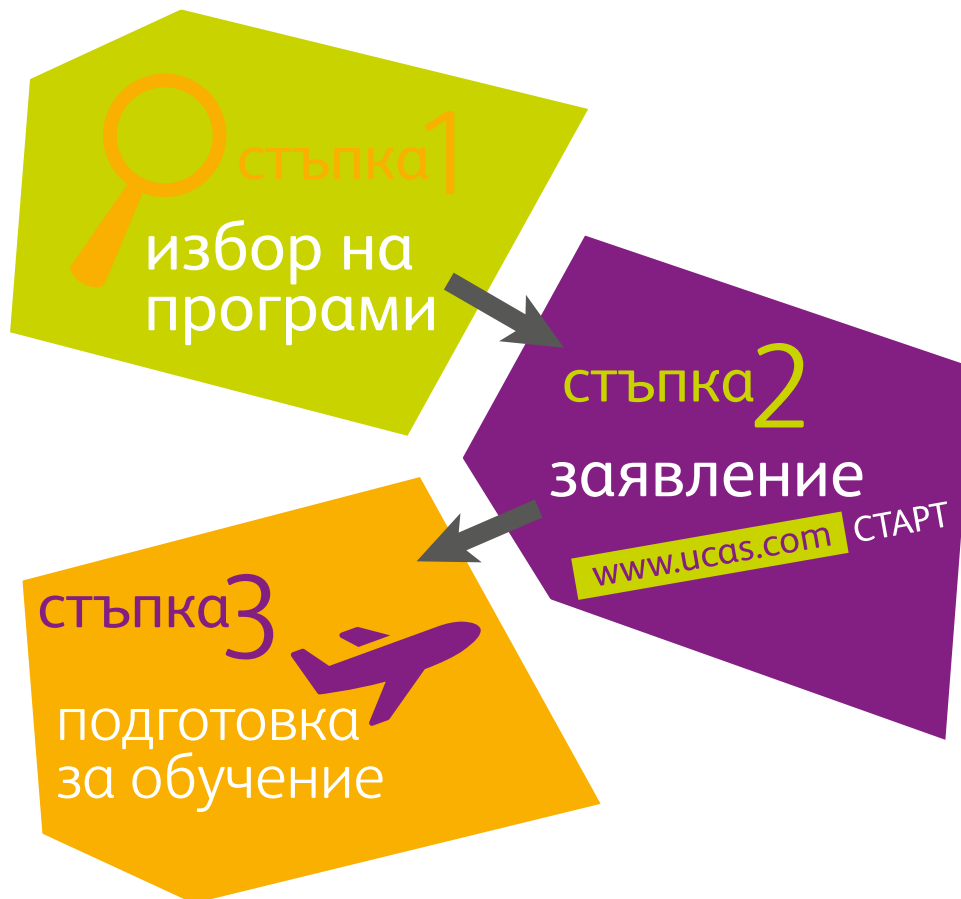 стъпка1
избор на
програми
стъпка2
заявление
www.ucas.com СТАРТ
стъпка3
подготовка
за обучение